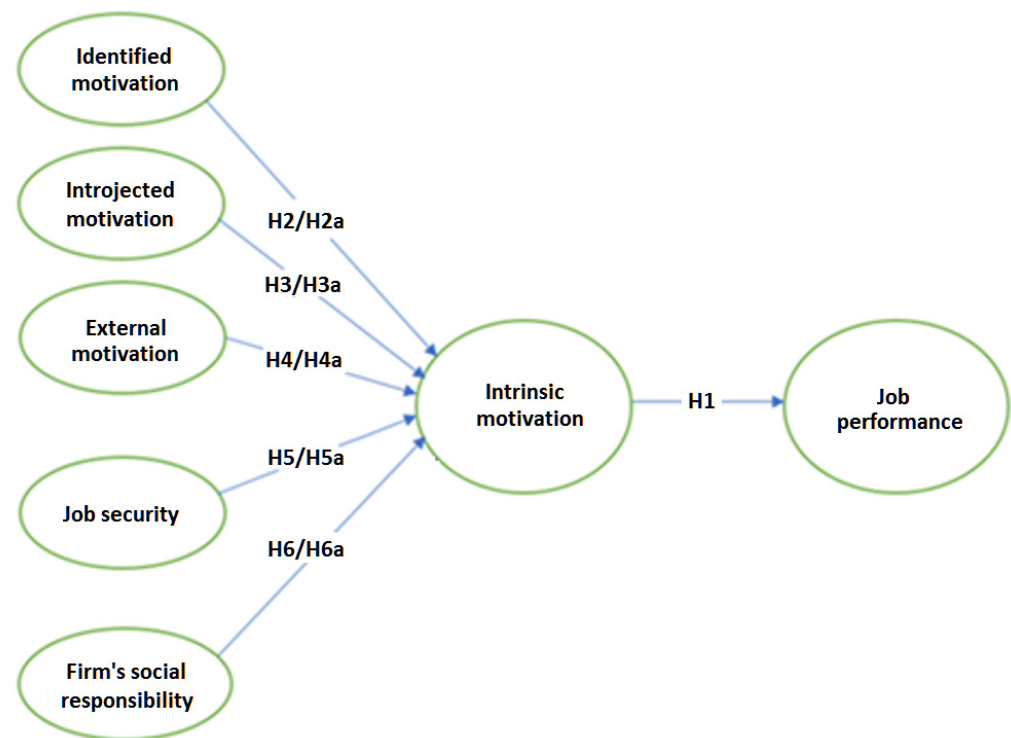 Identified
motivation
Introjected
motivation
External
motivation
Job security
Firm's social
responsibility
H2/H2a
H3/H3a
H4/H4a
H5/H5a
H6/H6a
Intrinsic
motivation
H1
Job
performance